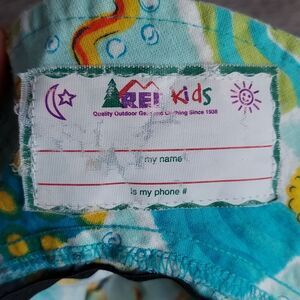 REI Kids
Quality Outdoor Gear and Clothing Since 1938
my name
is my phone #